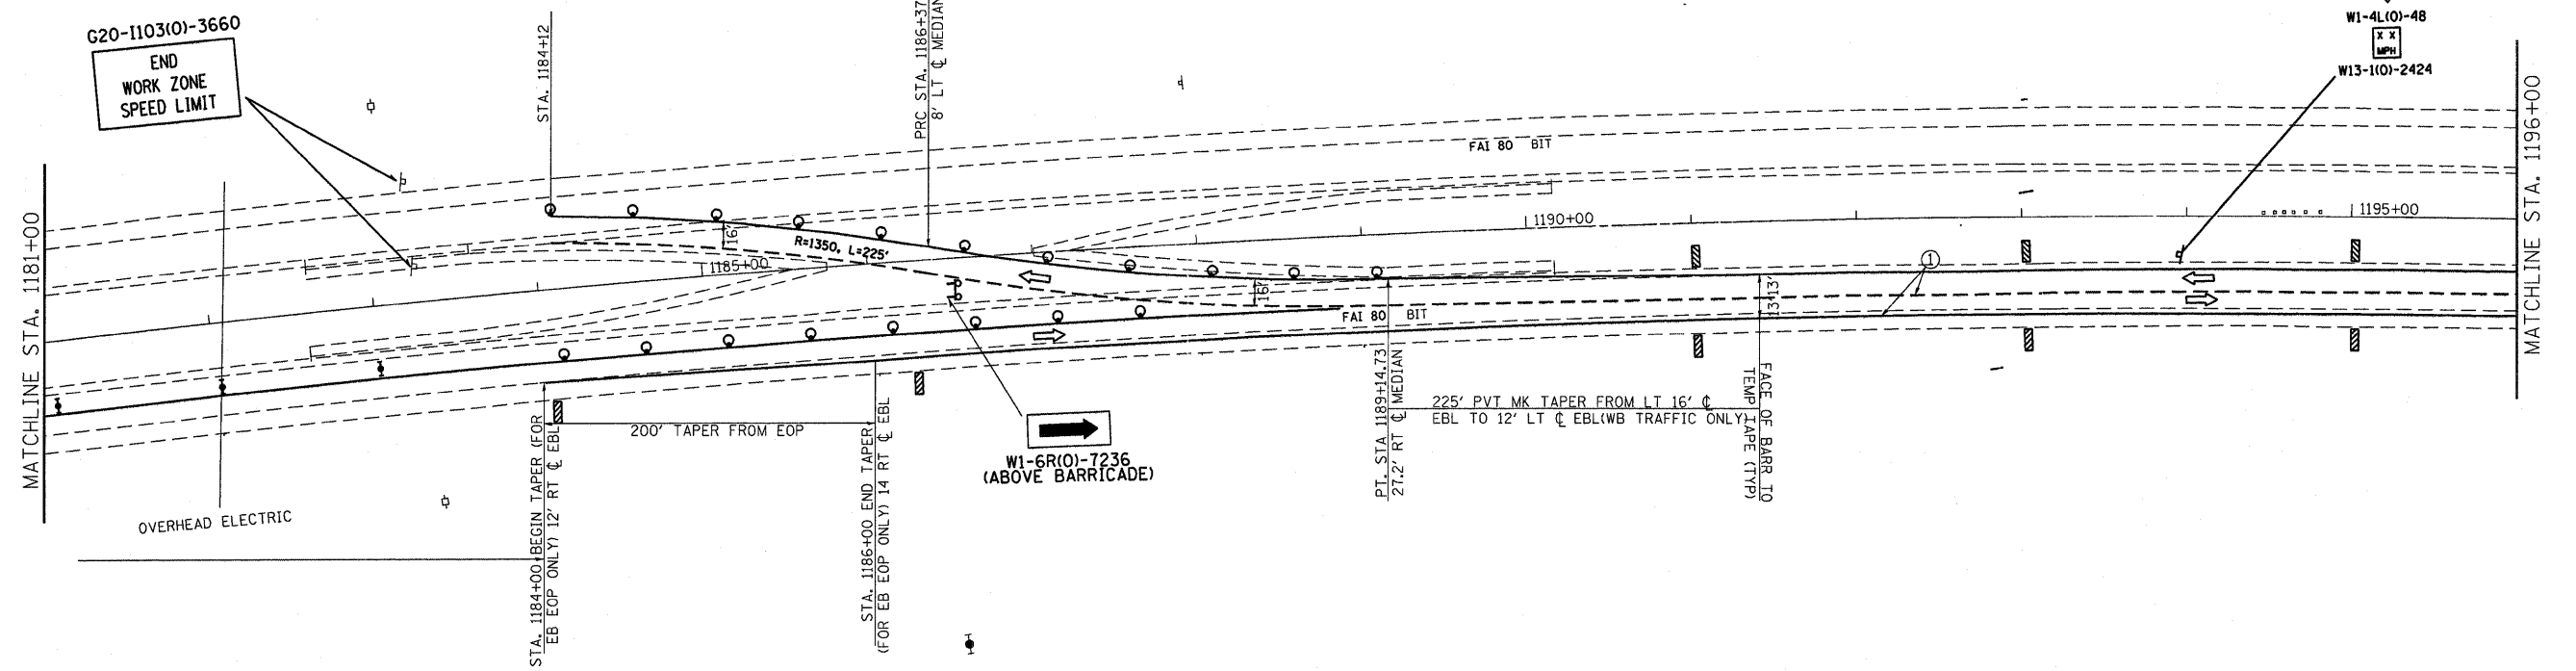 G20-I103(0)-3660
END
WORK ZONE
SPEED LIMIT
STA. 1184+12
PRC STA. 1186+37
8' LT ℄ MEDIAN
W1-4L(0)-48
X X
MPH
W13-1(0)-2424
MATCHLINE STA. 1181+00
MATCHLINE STA. 1196+00
FAI 80 BIT
1190+00
1195+00
16'
R=1350, L=225'
1185+00
1
16'
13'
13'
FAI 80 BIT
OVERHEAD ELECTRIC
STA. 1184+00 BEGIN TAPER (FOR
EB EOP ONLY) 12' RT ℄ EBL
200' TAPER FROM EOP
STA. 1186+00 END TAPER
(FOR EB EOP ONLY) 14 RT ℄ EBL
W1-6R(0)-7236
(ABOVE BARRICADE)
PT. STA 1189+14.73
27.2' RT ℄ MEDIAN
225' PVT MK TAPER FROM LT 16' ℄
EBL TO 12' LT ℄ EBL(WB TRAFFIC ONLY)
FACE OF BARR TO
TEMP TAPE (TYP)